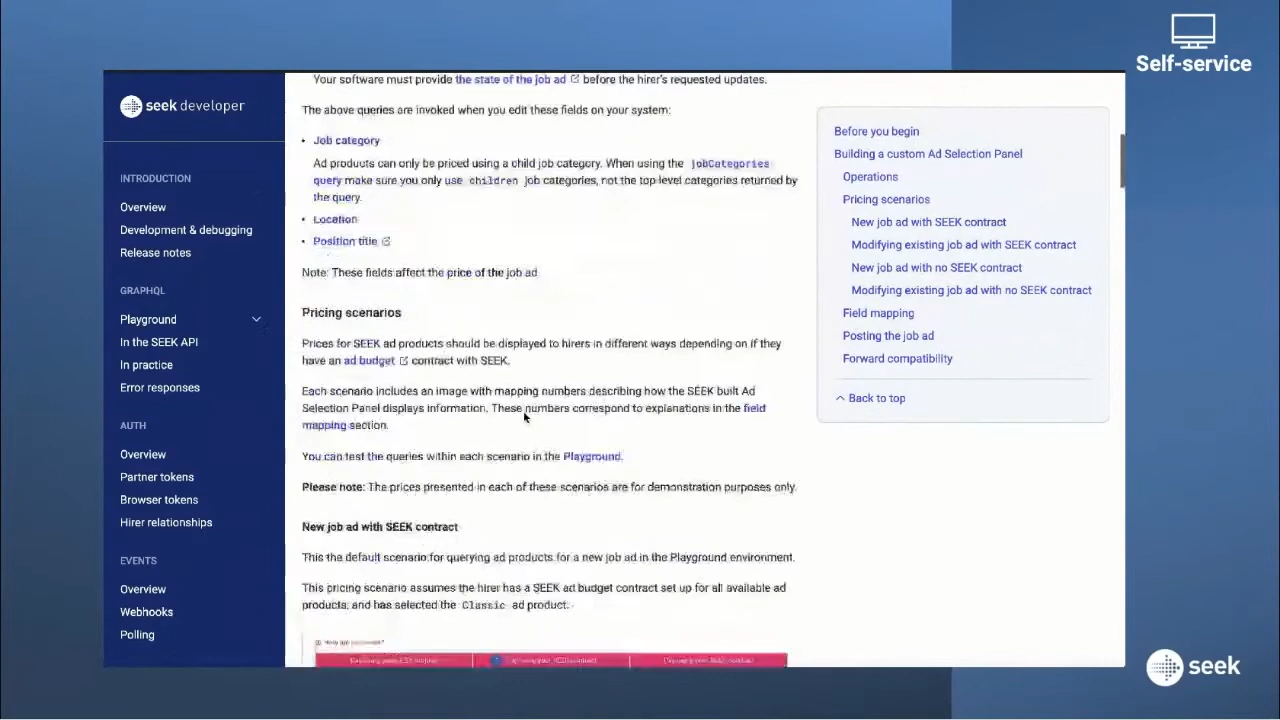 Self-service
seek developer
INTRODUCTION
Overview
Development & debugging
Release notes
GRAPHQL
Playground
In the SEEK API
In practice
Error responses
AUTH
Overview
Partner tokens
Browser tokens
Hirer relationships
EVENTS
Overview
Webhooks
Polling
Your software must provide the state of the job ad before the hirer's requested updates.
The above queries are invoked when you edit these fields on your system:
• Job category
Ad products can only be priced using a child job category. When using the jobCategories
query make sure you only use children job categories, not the top level categories returned by
the query.
• Location
• Position title
Note: These fields affect the price of the job ad
Pricing scenarios
Prices for SEEK ad products should be displayed to hirers in different ways depending on if they
have an ad budget contract with SEEK.
Each scenario includes an image with mapping numbers describing how the SEEK built Ad
Selection Panel displays information. These numbers correspond to explanations in the field
mapping section.
You can test the queries within each scenario in the Playground.
Please note: The prices presented in each of these scenarios are for demonstration purposes only.
New job ad with SEEK contract
This the default scenario for querying ad products for a new job ad in the Playground environment.
This pricing scenario assumes the hirer has a SEEK ad budget contract set up for all available ad
products, and has selected the Classic ad product.
Before you begin
Building a custom Ad Selection Panel
Operations
Pricing scenarios
New job ad with SEEK contract
Modifying existing job ad with SEEK contract
New job ad with no SEEK contract
Modifying existing job ad with no SEEK contract
Field mapping
Posting the job ad
Forward compatibility
Back to top
seek